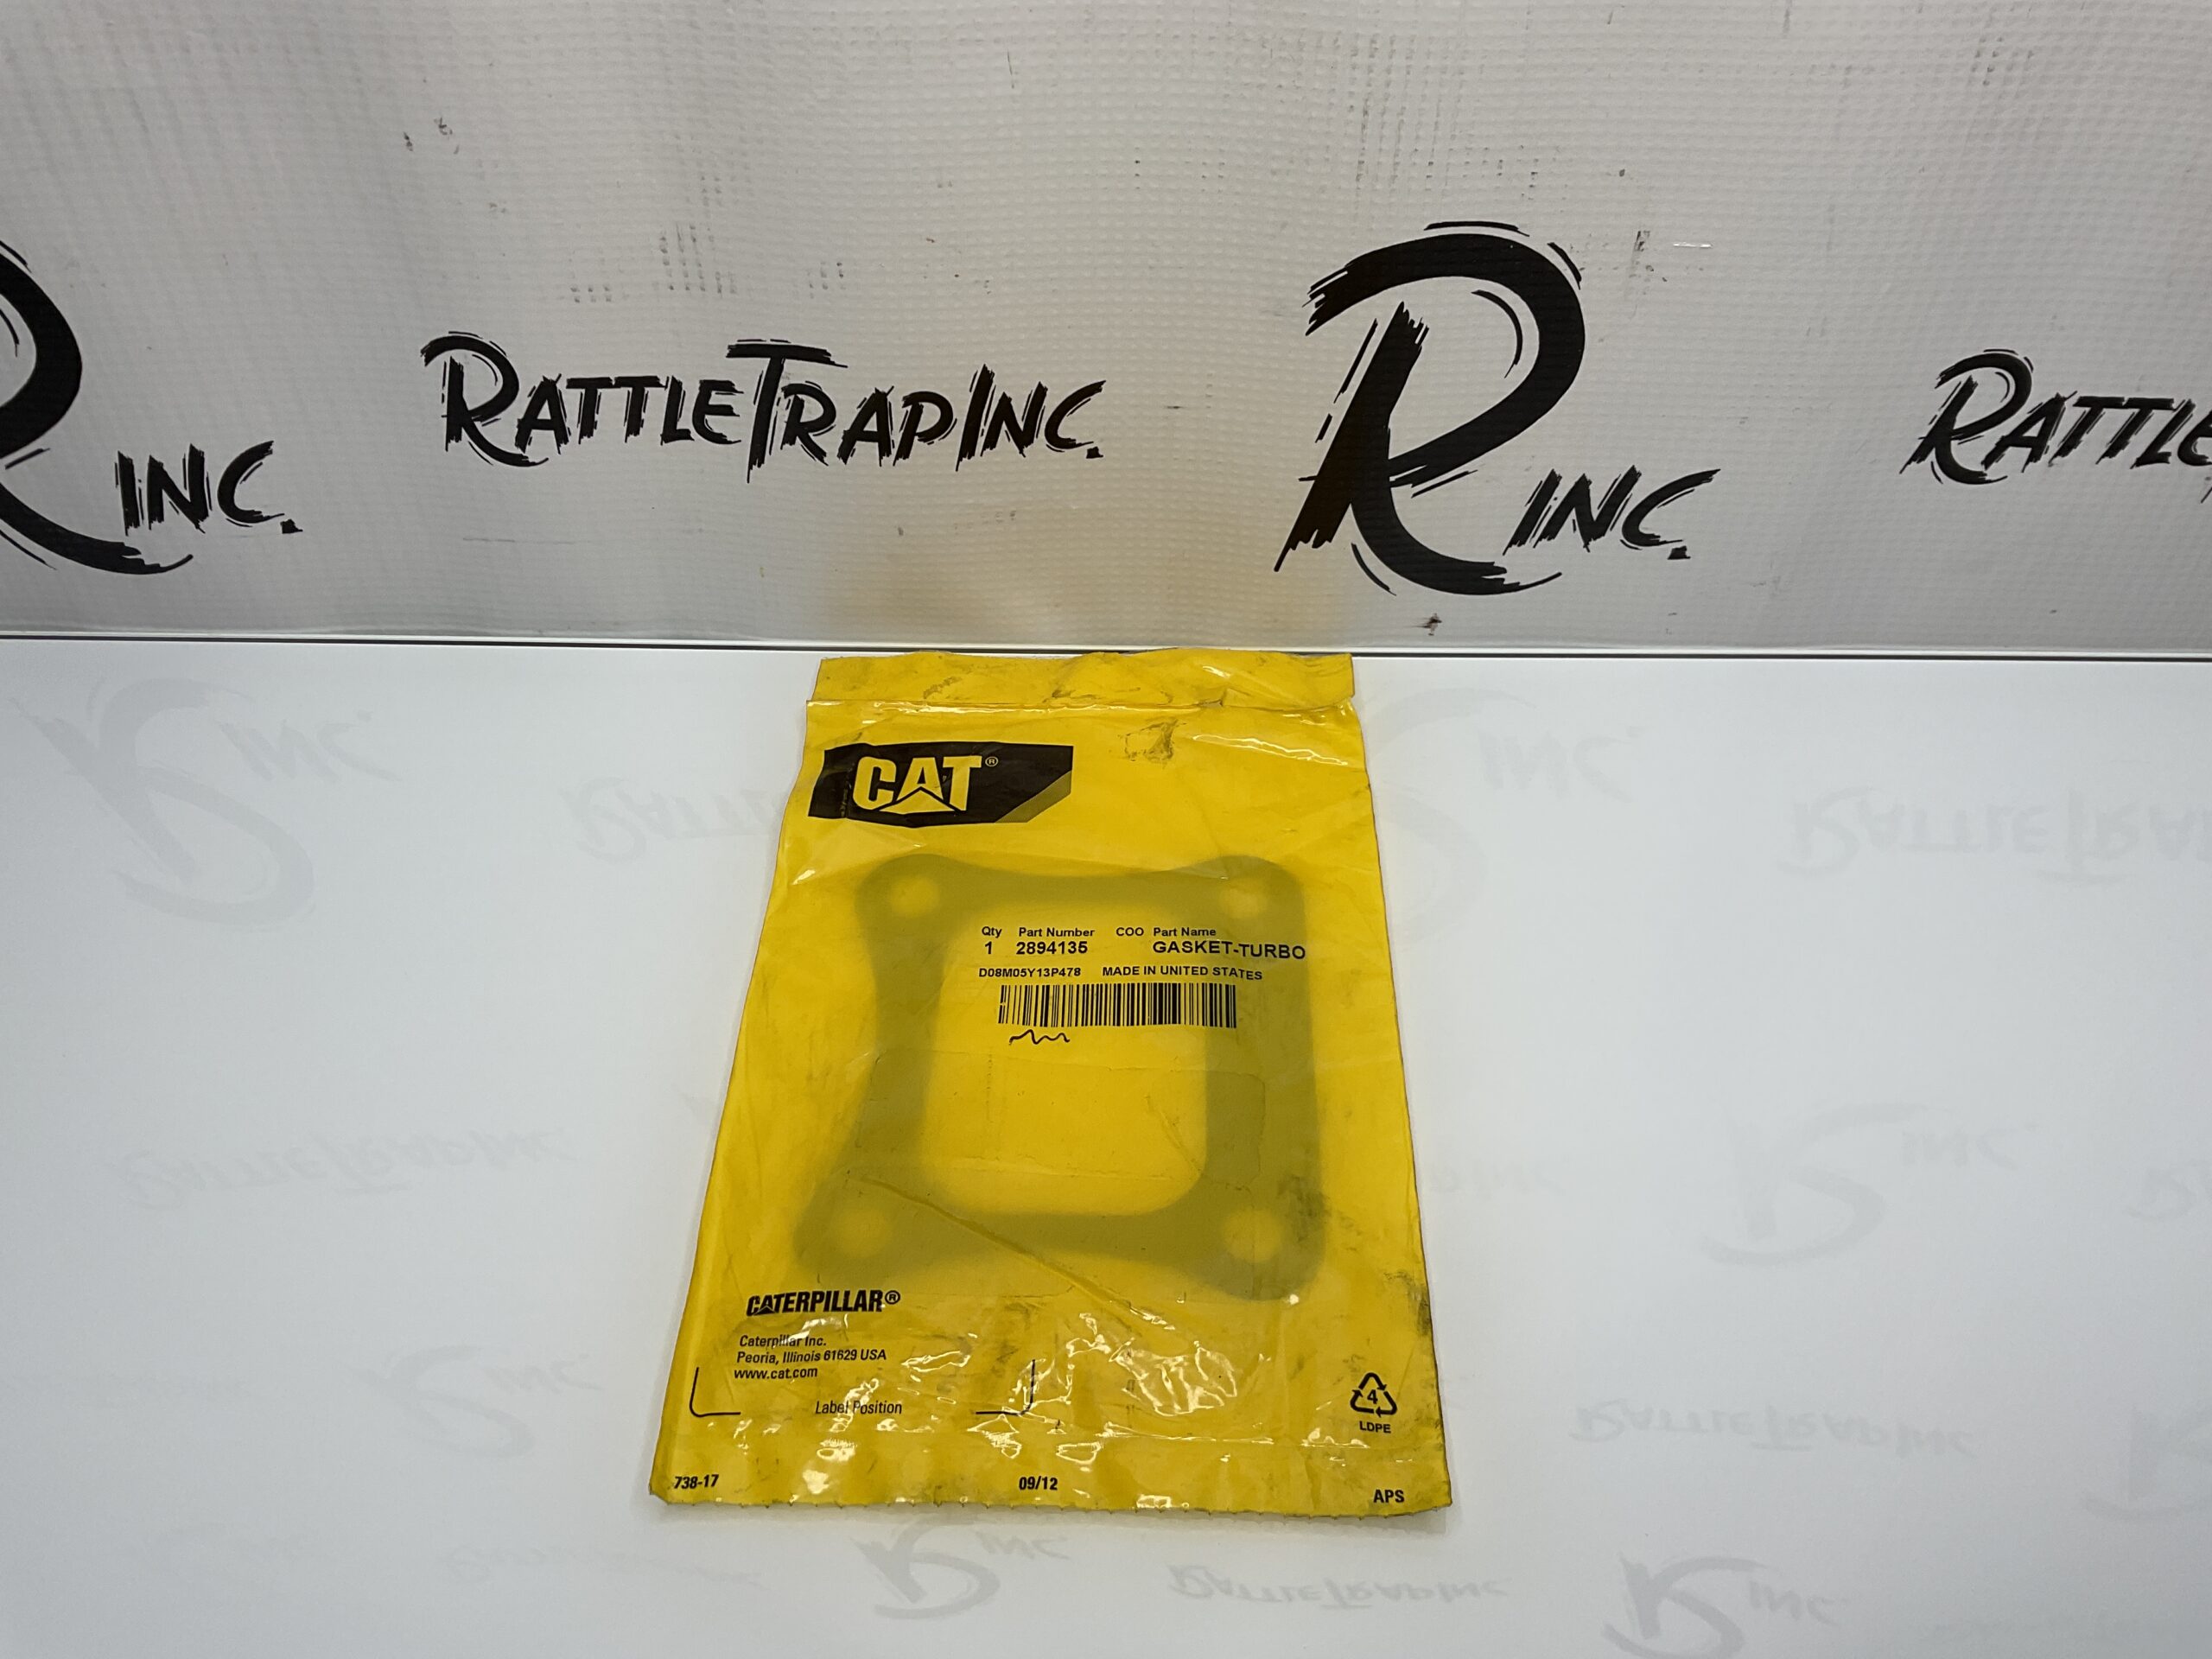 R INC.
RATTLETRAPINC.
R INC.
RATTLE
CAT®
Qty Part Number COO Part Name
1 2894135 GASKET-TURBO
D08M05Y13P478 MADE IN UNITED STATES
CATERPILLAR®
Caterpillar Inc.
Peoria, Illinois 61629 USA
www.cat.com
Label Position
4
LDPE
738-17 09/12 APS